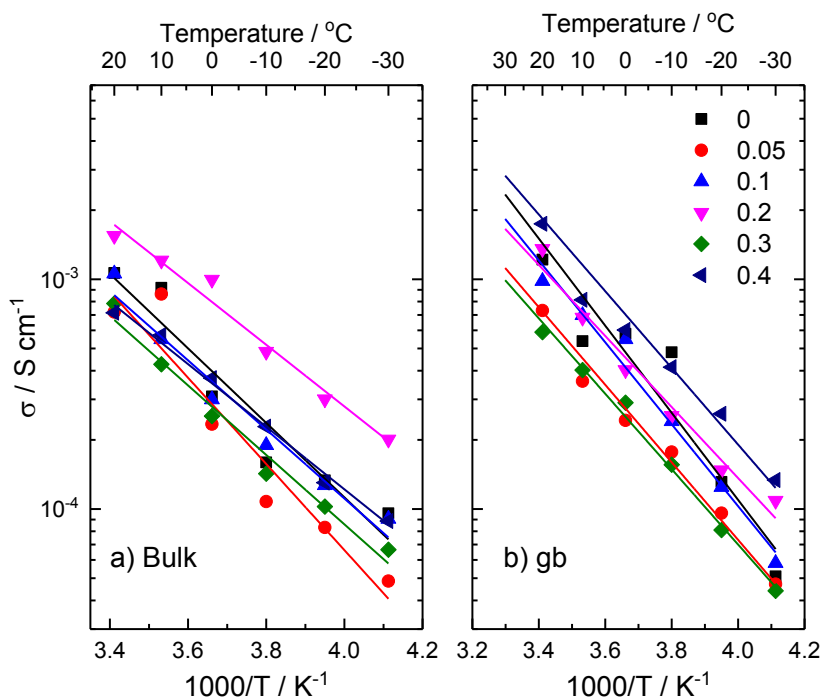 Temperature / °C
20 10 0 -10 -20 -30
Temperature / °C
30 20 10 0 -10 -20 -30
σ / S cm⁻¹
10⁻³
10⁻⁴
0
0.05
0.1
0.2
0.3
0.4
a) Bulk
b) gb
3.4 3.6 3.8 4.0 4.2
3.2 3.4 3.6 3.8 4.0 4.2
1000/T / K⁻¹
1000/T / K⁻¹